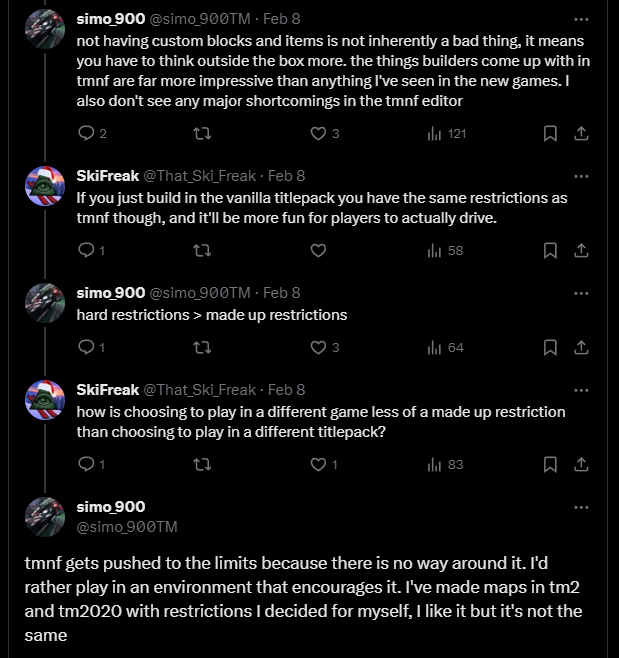 simo_900 @simo_900TM · Feb 8
not having custom blocks and items is not inherently a bad thing, it means
you have to think outside the box more. the things builders come up with in
tmnf are far more impressive than anything I've seen in the new games. I
also don't see any major shortcomings in the tmnf editor
2 3 121
SkiFreak @That_Ski_Freak · Feb 8
If you just build in the vanilla titlepack you have the same restrictions as
tmnf though, and it'll be more fun for players to actually drive.
1 58
simo_900 @simo_900TM · Feb 8
hard restrictions > made up restrictions
1 3 64
SkiFreak @That_Ski_Freak · Feb 8
how is choosing to play in a different game less of a made up restriction
than choosing to play in a different titlepack?
1 1 83
simo_900
@simo_900TM
tmnf gets pushed to the limits because there is no way around it. I'd
rather play in an environment that encourages it. I've made maps in tm2
and tm2020 with restrictions I decided for myself, I like it but it's not the
same